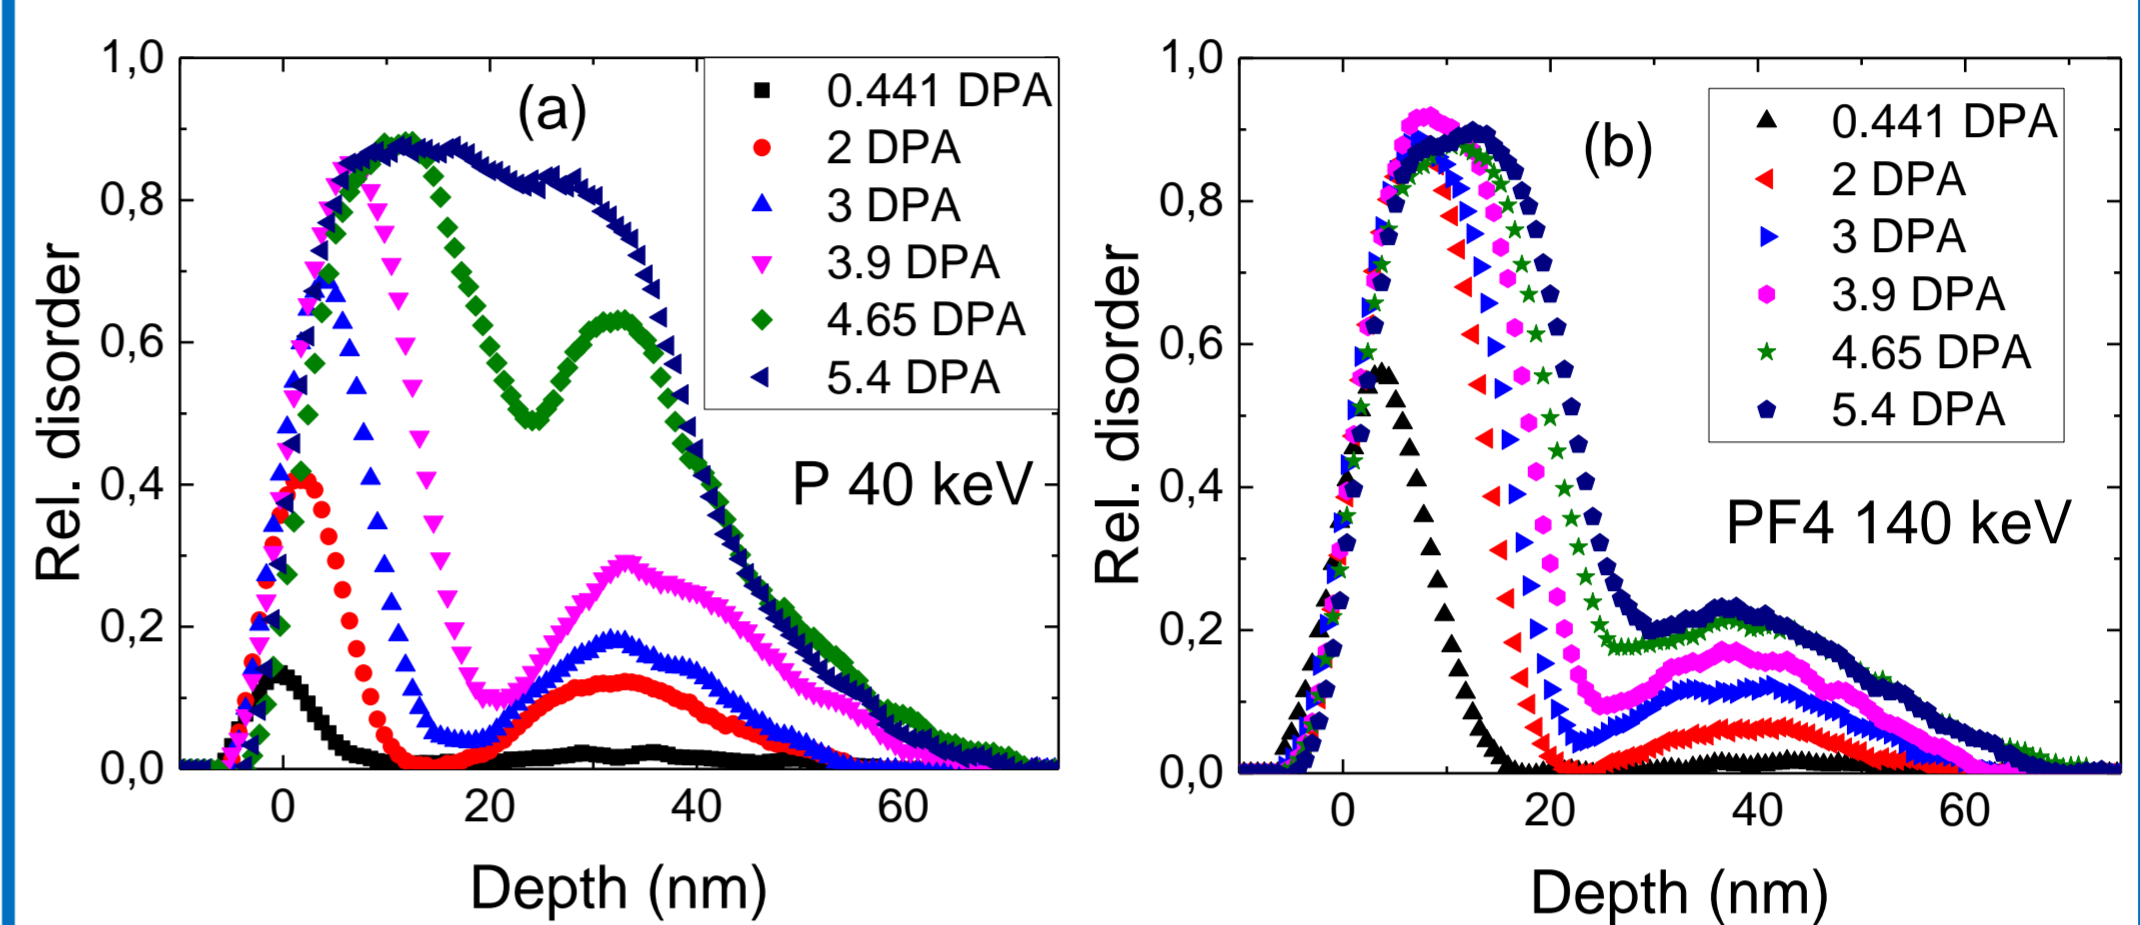 1,0
0,8
0,6
0,4
0,2
0,0
Rel. disorder
0
20
40
60
Depth (nm)
(a)
0.441 DPA
2 DPA
3 DPA
3.9 DPA
4.65 DPA
5.4 DPA
P 40 keV
1,0
0,8
0,6
0,4
0,2
0,0
Rel. disorder
0
20
40
60
Depth (nm)
(b)
0.441 DPA
2 DPA
3 DPA
3.9 DPA
4.65 DPA
5.4 DPA
PF4 140 keV